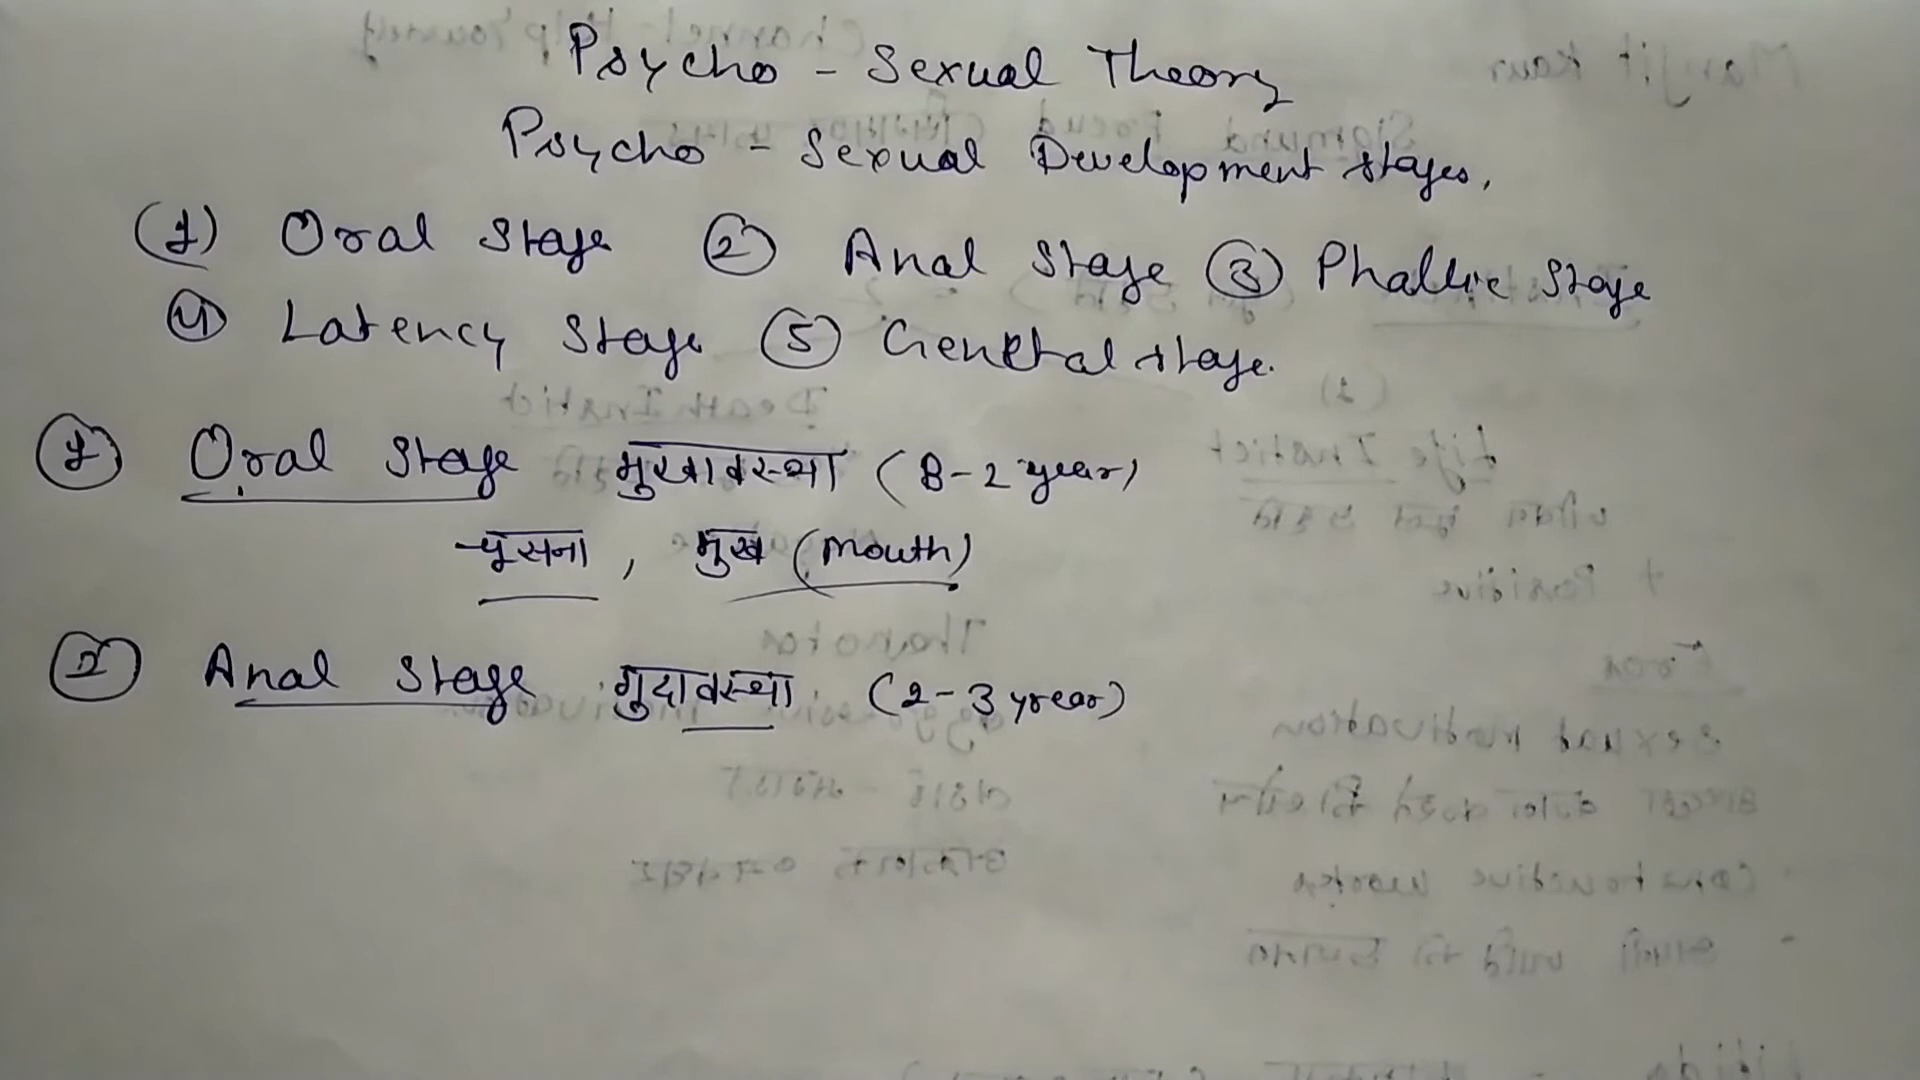 Psycho - Sexual Theory
Psycho - Sexual Development stages,
(1) Oral Stage (2) Anal Stage (3) Phallic Stage
(4) Latency Stage (5) Genital stage.
(1) Oral Stage मुखावस्था (B-2 year)
चूसना, मुख (mouth)
(2) Anal Stage गुदावस्था (2-3 year)